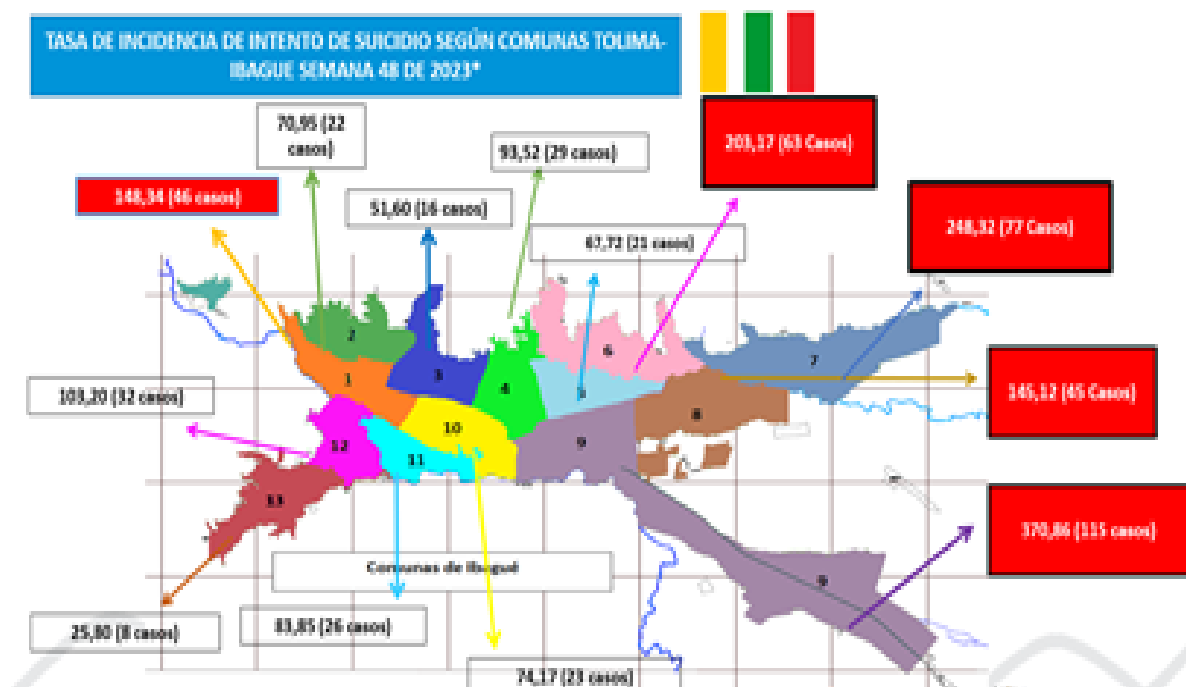 TASA DE INCIDENCIA DE INTENTO DE SUICIDIO SEGÚN COMUNAS TOLIMA-
IBAGUE SEMANA 48 DE 2023*
70,95 (22
casos)
93,52 (29 casos)
203,17 (63 Casos)
148,34 (46 casos)
51,60 (16 casos)
67,72 (21 casos)
248,32 (77 Casos)
2
3
6
7
1
4
5
145,12 (45 Casos)
103,20 (32 casos)
8
10
9
12
11
13
370,86 (115 casos)
Comunas de Ibagué
9
25,80 (8 casos)
83,85 (26 casos)
74,17 (23 casos)